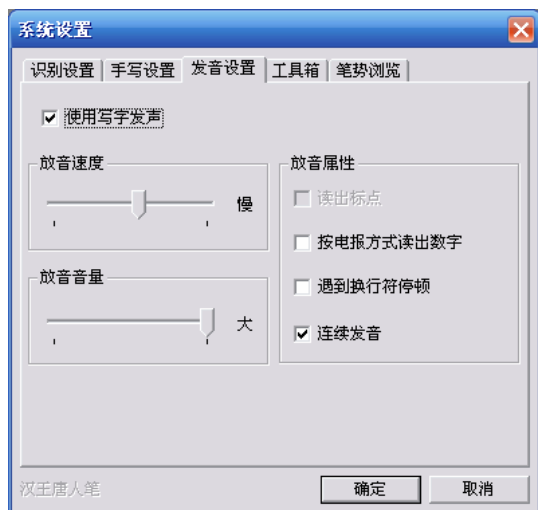 系统设置
识别设置 手写设置 发音设置 工具箱 笔势浏览
使用写字发声
放音速度
慢
放音音量
大
放音属性
读出标点
按电报方式读出数字
遇到换行符停顿
连续发音
汉王唐人笔
确定 取消